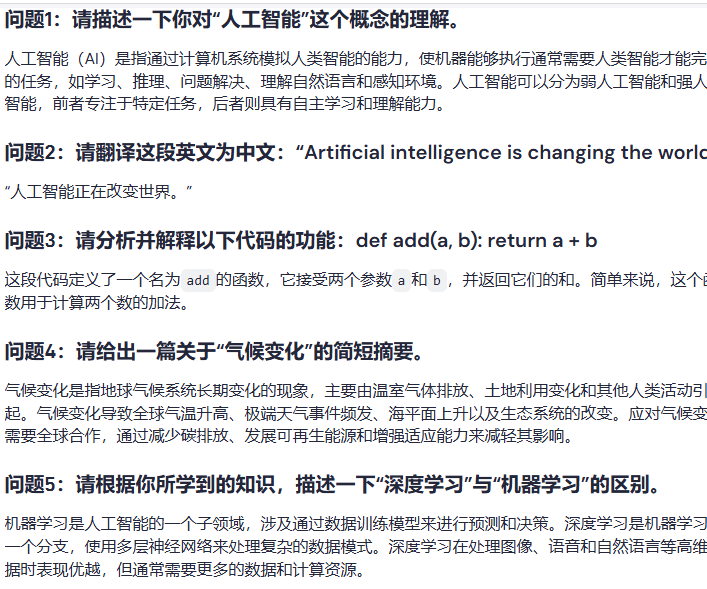 问题1：请描述一下你对“人工智能”这个概念的理解。
人工智能（AI）是指通过计算机系统模拟人类智能的能力，使机器能够执行通常需要人类智能才能完
的任务，如学习、推理、问题解决、理解自然语言和感知环境。人工智能可以分为弱人工智能和强人
智能，前者专注于特定任务，后者则具有自主学习和理解能力。
问题2：请翻译这段英文为中文：“Artificial intelligence is changing the world
“人工智能正在改变世界。”
问题3：请分析并解释以下代码的功能：def add(a, b): return a + b
这段代码定义了一个名为 add 的函数，它接受两个参数 a 和 b ，并返回它们的和。简单来说，这个函
数用于计算两个数的加法。
问题4：请给出一篇关于“气候变化”的简短摘要。
气候变化是指地球气候系统长期变化的现象，主要由温室气体排放、土地利用变化和其他人类活动引
起。气候变化导致全球气温升高、极端天气事件频发、海平面上升以及生态系统的改变。应对气候变
需要全球合作，通过减少碳排放、发展可再生能源和增强适应能力来减轻其影响。
问题5：请根据你所学到的知识，描述一下“深度学习”与“机器学习”的区别。
机器学习是人工智能的一个子领域，涉及通过数据训练模型来进行预测和决策。深度学习是机器学习
一个分支，使用多层神经网络来处理复杂的数据模式。深度学习在处理图像、语音和自然语言等高维
据时表现优越，但通常需要更多的数据和计算资源。